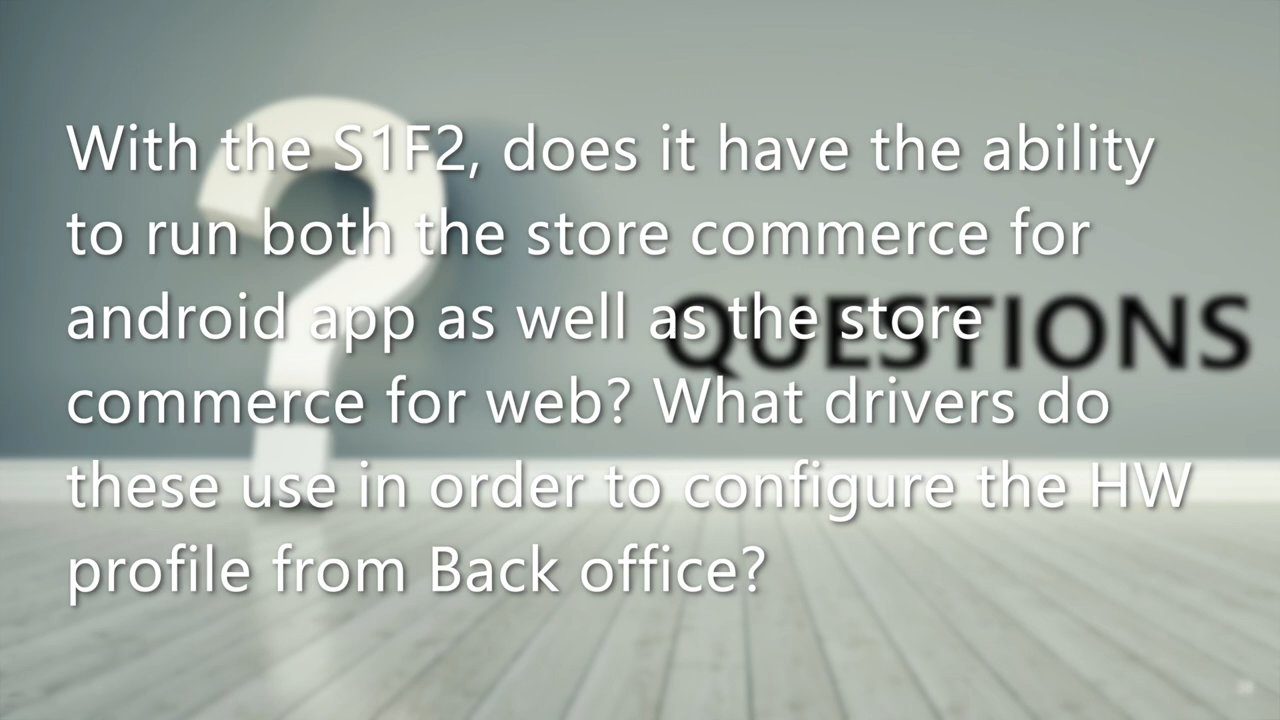 With the S1F2, does it have the ability
to run both the store commerce for
android app as well as the store
commerce for web? What drivers do
these use in order to configure the HW
profile from Back office?
QUESTIONS